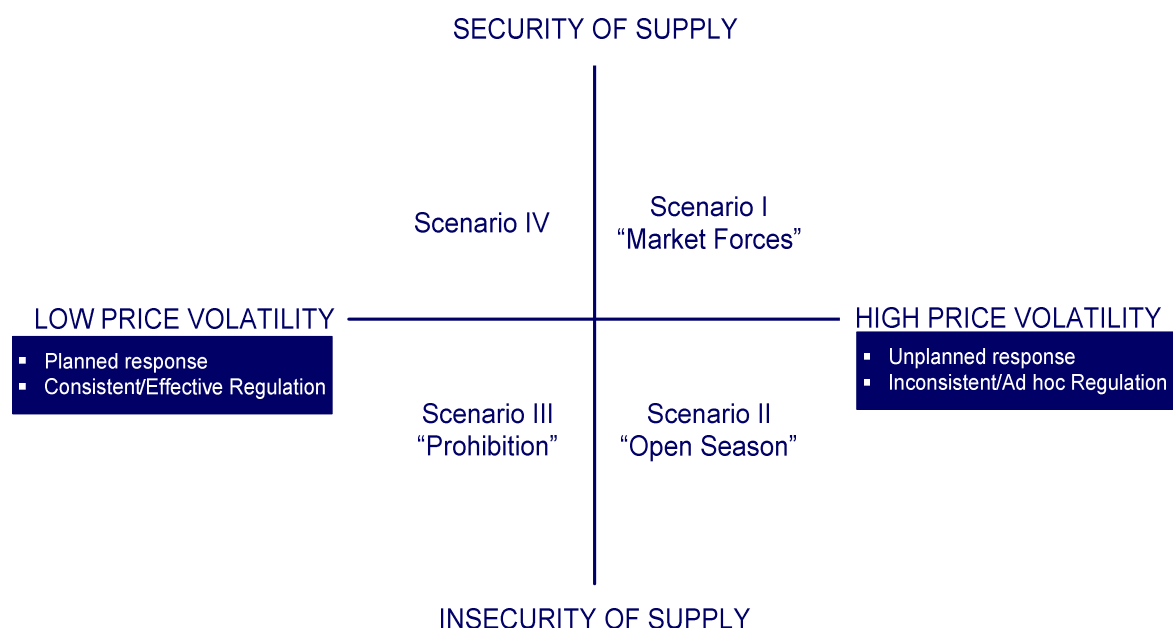 SECURITY OF SUPPLY
Scenario IV
Scenario I
“Market Forces”
LOW PRICE VOLATILITY
▪ Planned response
▪ Consistent/Effective Regulation
HIGH PRICE VOLATILITY
▪ Unplanned response
▪ Inconsistent/Ad hoc Regulation
Scenario III
“Prohibition”
Scenario II
“Open Season”
INSECURITY OF SUPPLY